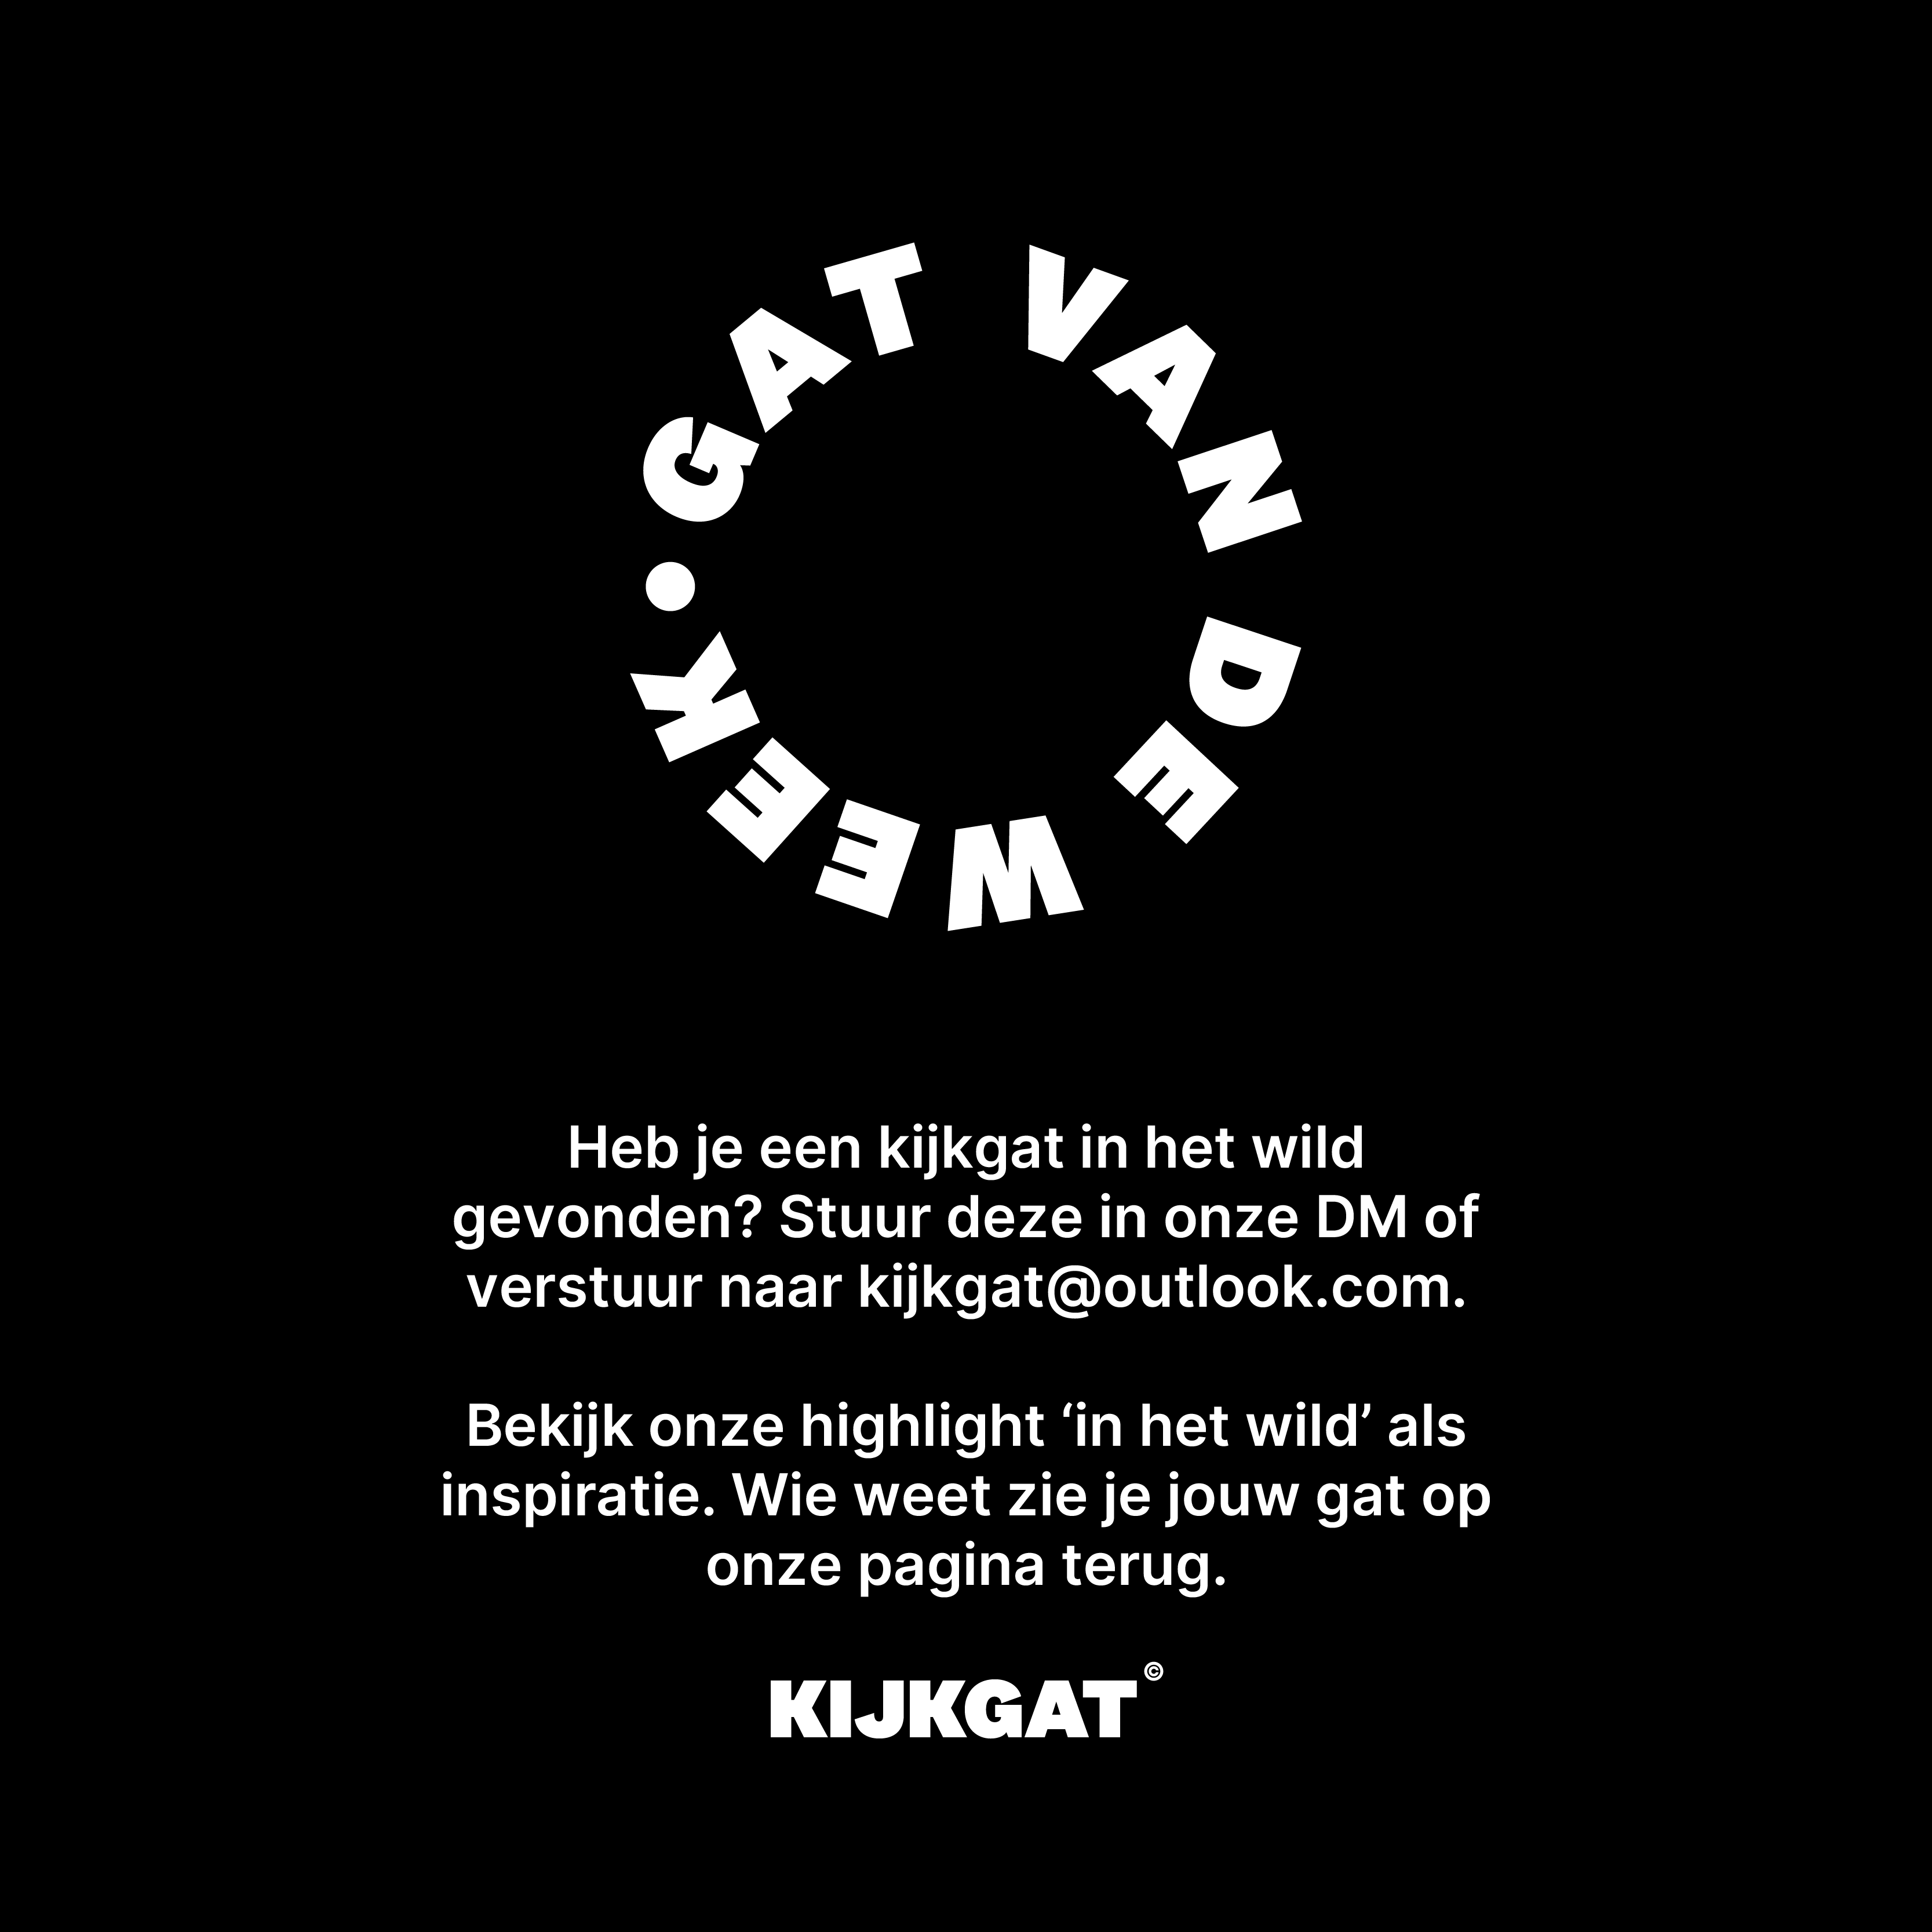 GAT VAN DE WEEK •
Heb je een kijkgat in het wild
gevonden? Stuur deze in onze DM of
verstuur naar kijkgat@outlook.com.
Bekijk onze highlight ‘in het wild’ als
inspiratie. Wie weet zie je jouw gat op
onze pagina terug.
KIJKGAT©